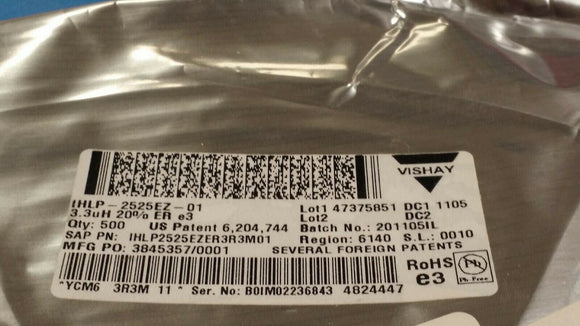 VISHAY
IHLP-2525EZ-01 Lot1 47375851 DC1 1105
3.3uH 20% ER e3 Lot2 DC2
Qty: 500 US Patent 6,204,744 Batch No.: 201105IL
SAP PN: IHLP2525EZER3R3M01 Region: 6140 S.L.: 0010
MFG PO: 3845357/0001 SEVERAL FOREIGN PATENTS
RoHS
e3
Pb
Pb. Free
*YCM6 3R3M 11 * Ser. No: B0IM02236843 4824447